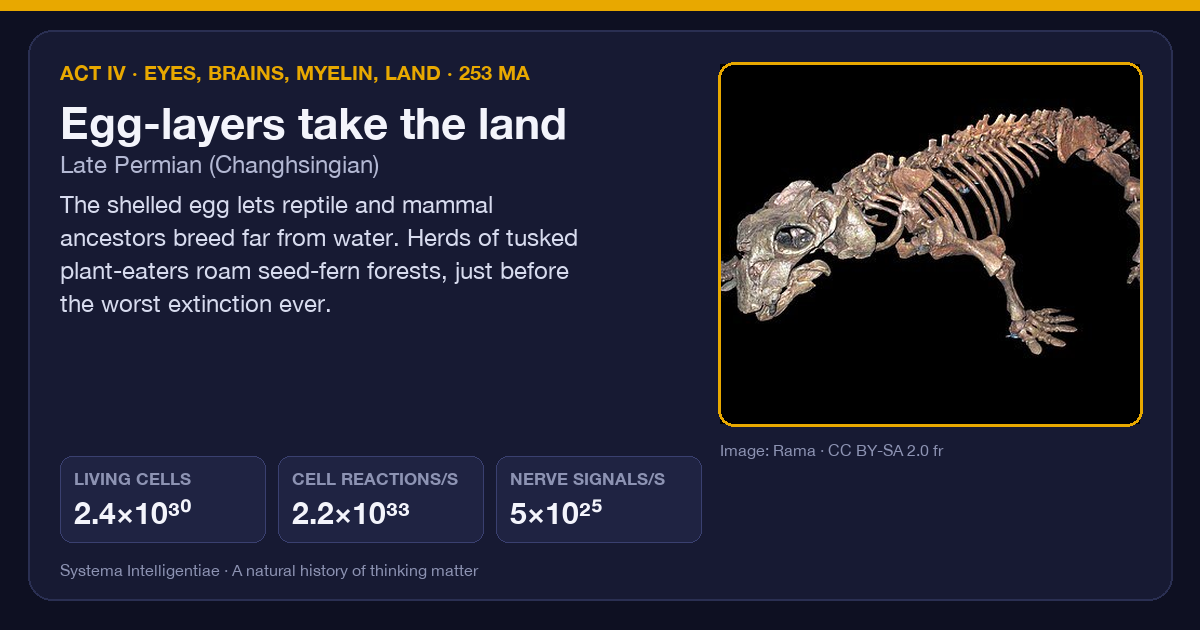 ACT IV · EYES, BRAINS, MYELIN, LAND · 253 MA
Egg-layers take the land
Late Permian (Changhsingian)
The shelled egg lets reptile and mammal
ancestors breed far from water. Herds of tusked
plant-eaters roam seed-fern forests, just before
the worst extinction ever.
Image: Rama · CC BY-SA 2.0 fr
LIVING CELLS
2.4×10³⁰
CELL REACTIONS/S
2.2×10³³
NERVE SIGNALS/S
5×10²⁵
Systema Intelligentiae · A natural history of thinking matter